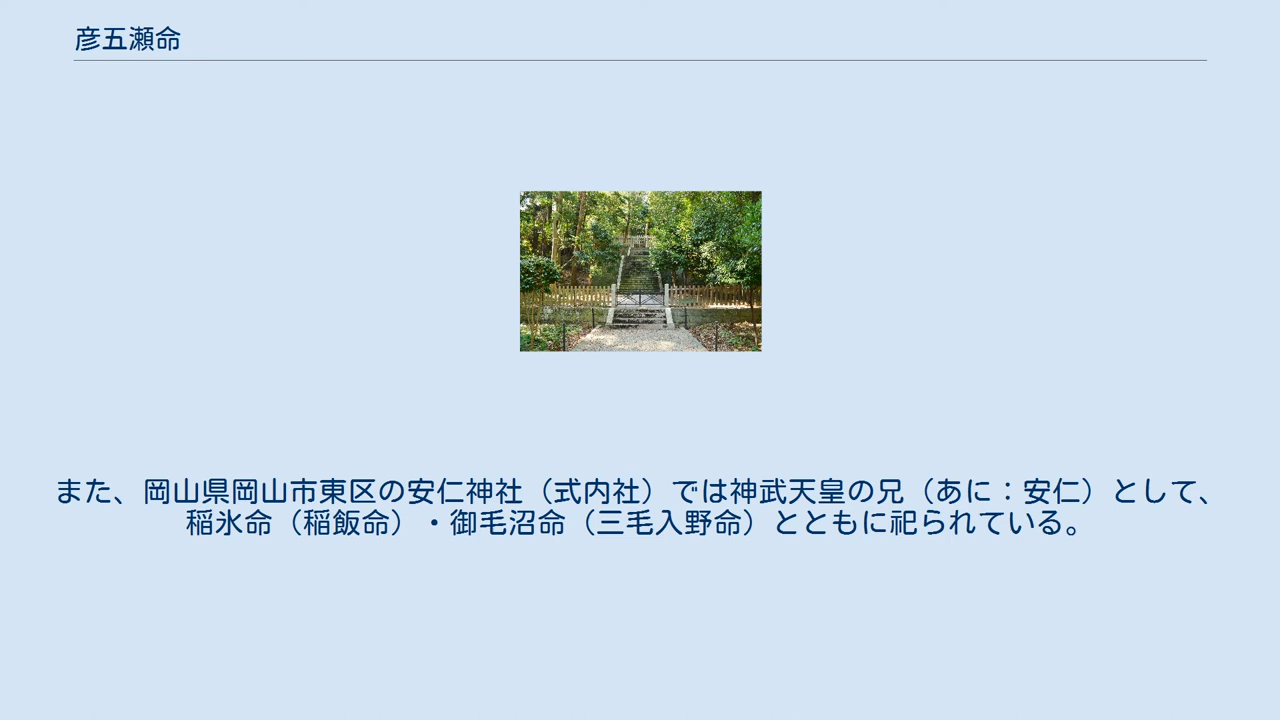 彦五瀬命
また、岡山県岡山市東区の安仁神社（式内社）では神武天皇の兄（あに：安仁）として、
稲氷命（稲飯命）・御毛沼命（三毛入野命）とともに祀られている。